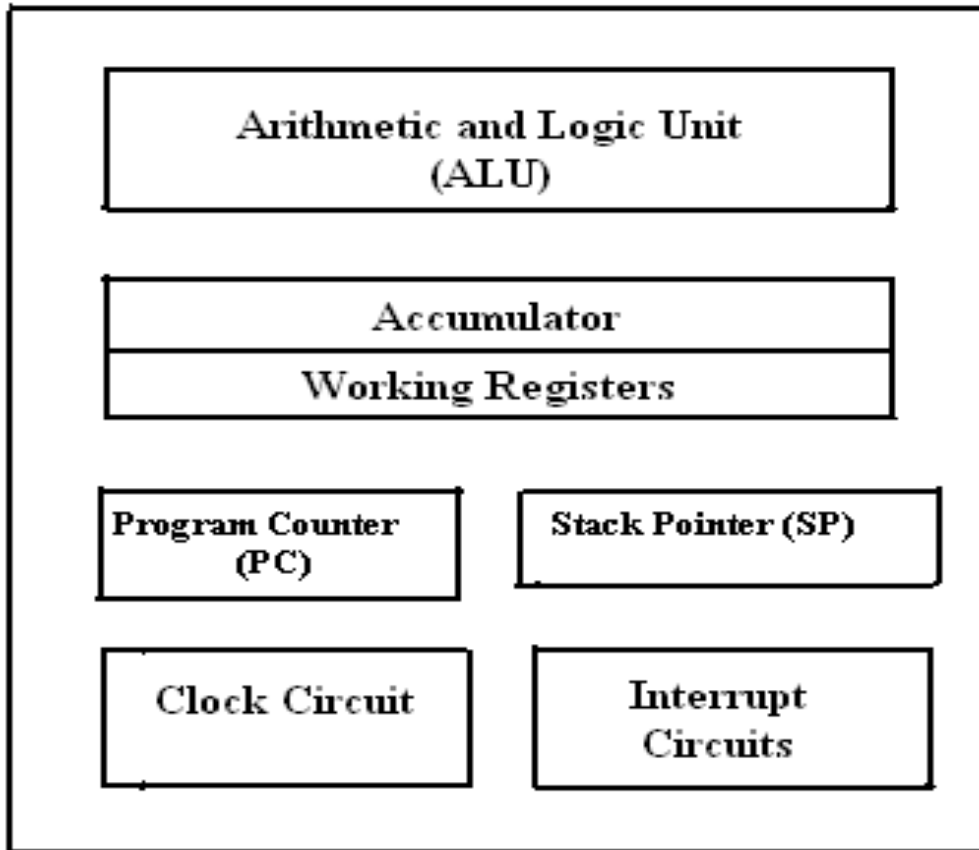 Arithmetic and Logic Unit
(ALU)
Accumulator
Working Registers
Program Counter
(PC)
Stack Pointer (SP)
Clock Circuit
Interrupt
Circuits